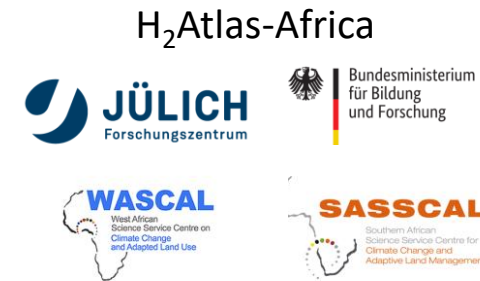 H₂Atlas-Africa
JÜLICH
Forschungszentrum
Bundesministerium
für Bildung
und Forschung
WASCAL
West African
Science Service Centre on
Climate Change
and Adapted Land Use
SASSCAL
Southern African
Science Service Centre for
Climate Change and
Adaptive Land Managemen